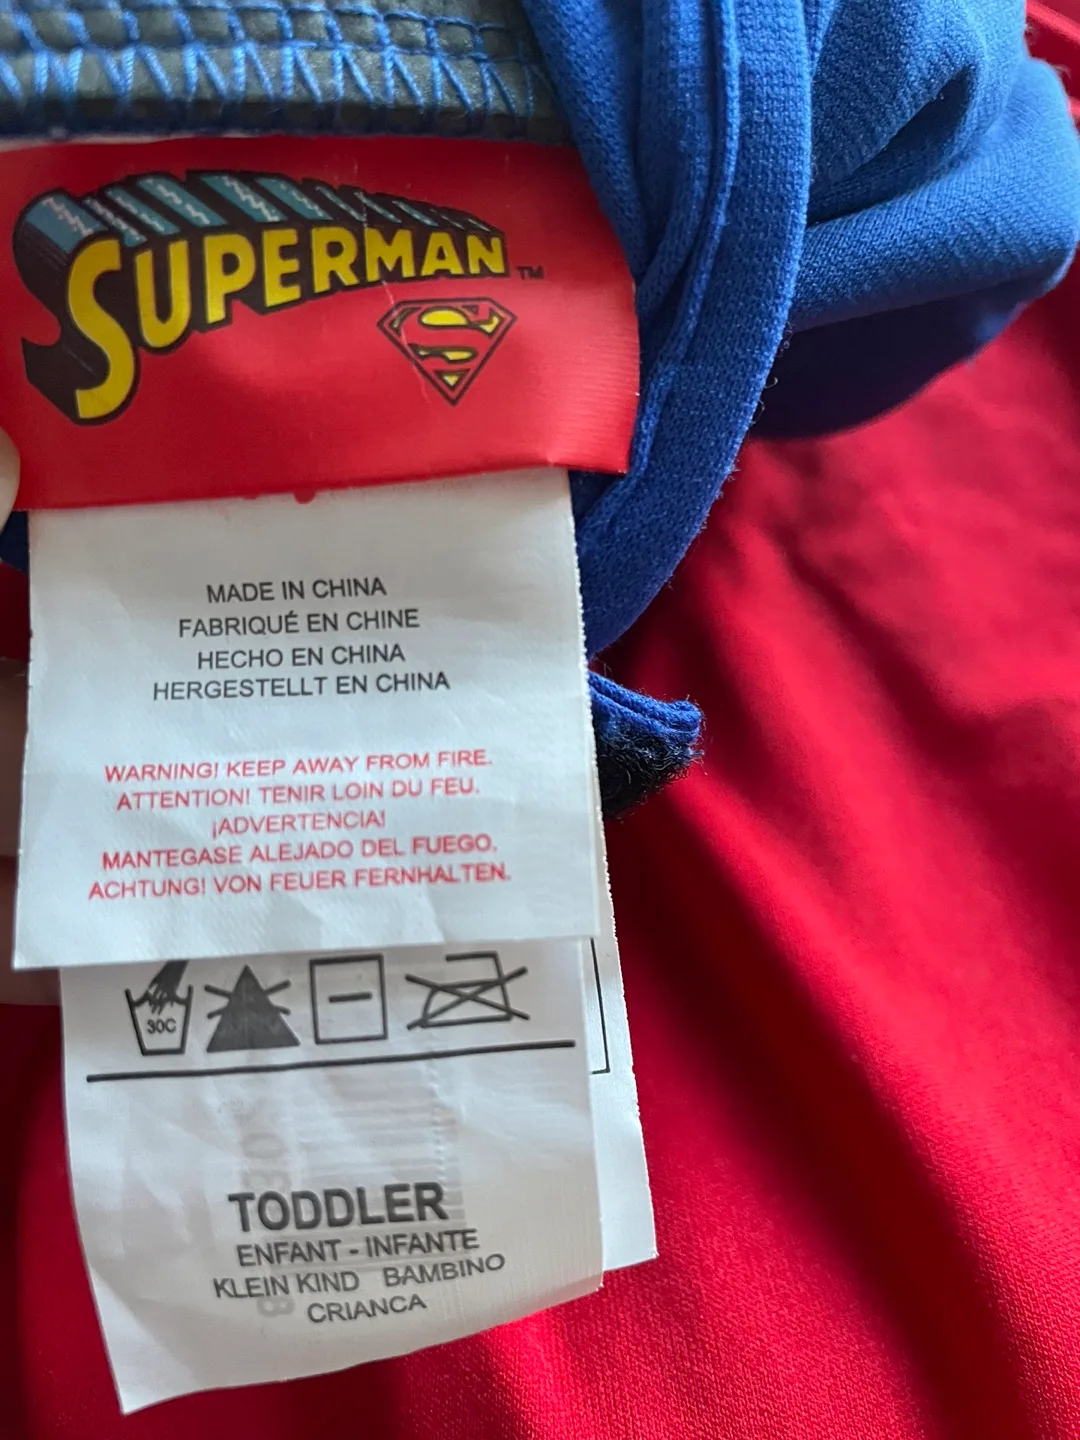 SUPERMAN™
MADE IN CHINA
FABRIQUÉ EN CHINE
HECHO EN CHINA
HERGESTELLT EN CHINA
WARNING! KEEP AWAY FROM FIRE.
ATTENTION! TENIR LOIN DU FEU.
¡ADVERTENCIA!
MANTEGASE ALEJADO DEL FUEGO.
ACHTUNG! VON FEUER FERNHALTEN.
30C
TODDLER
ENFANT - INFANTE
KLEIN KIND BAMBINO
CRIANCA